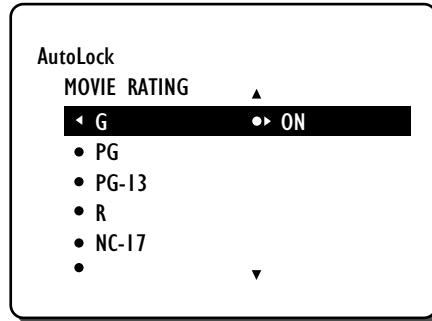 AutoLock
MOVIE RATING
G ON
PG
PG-13
R
NC-17